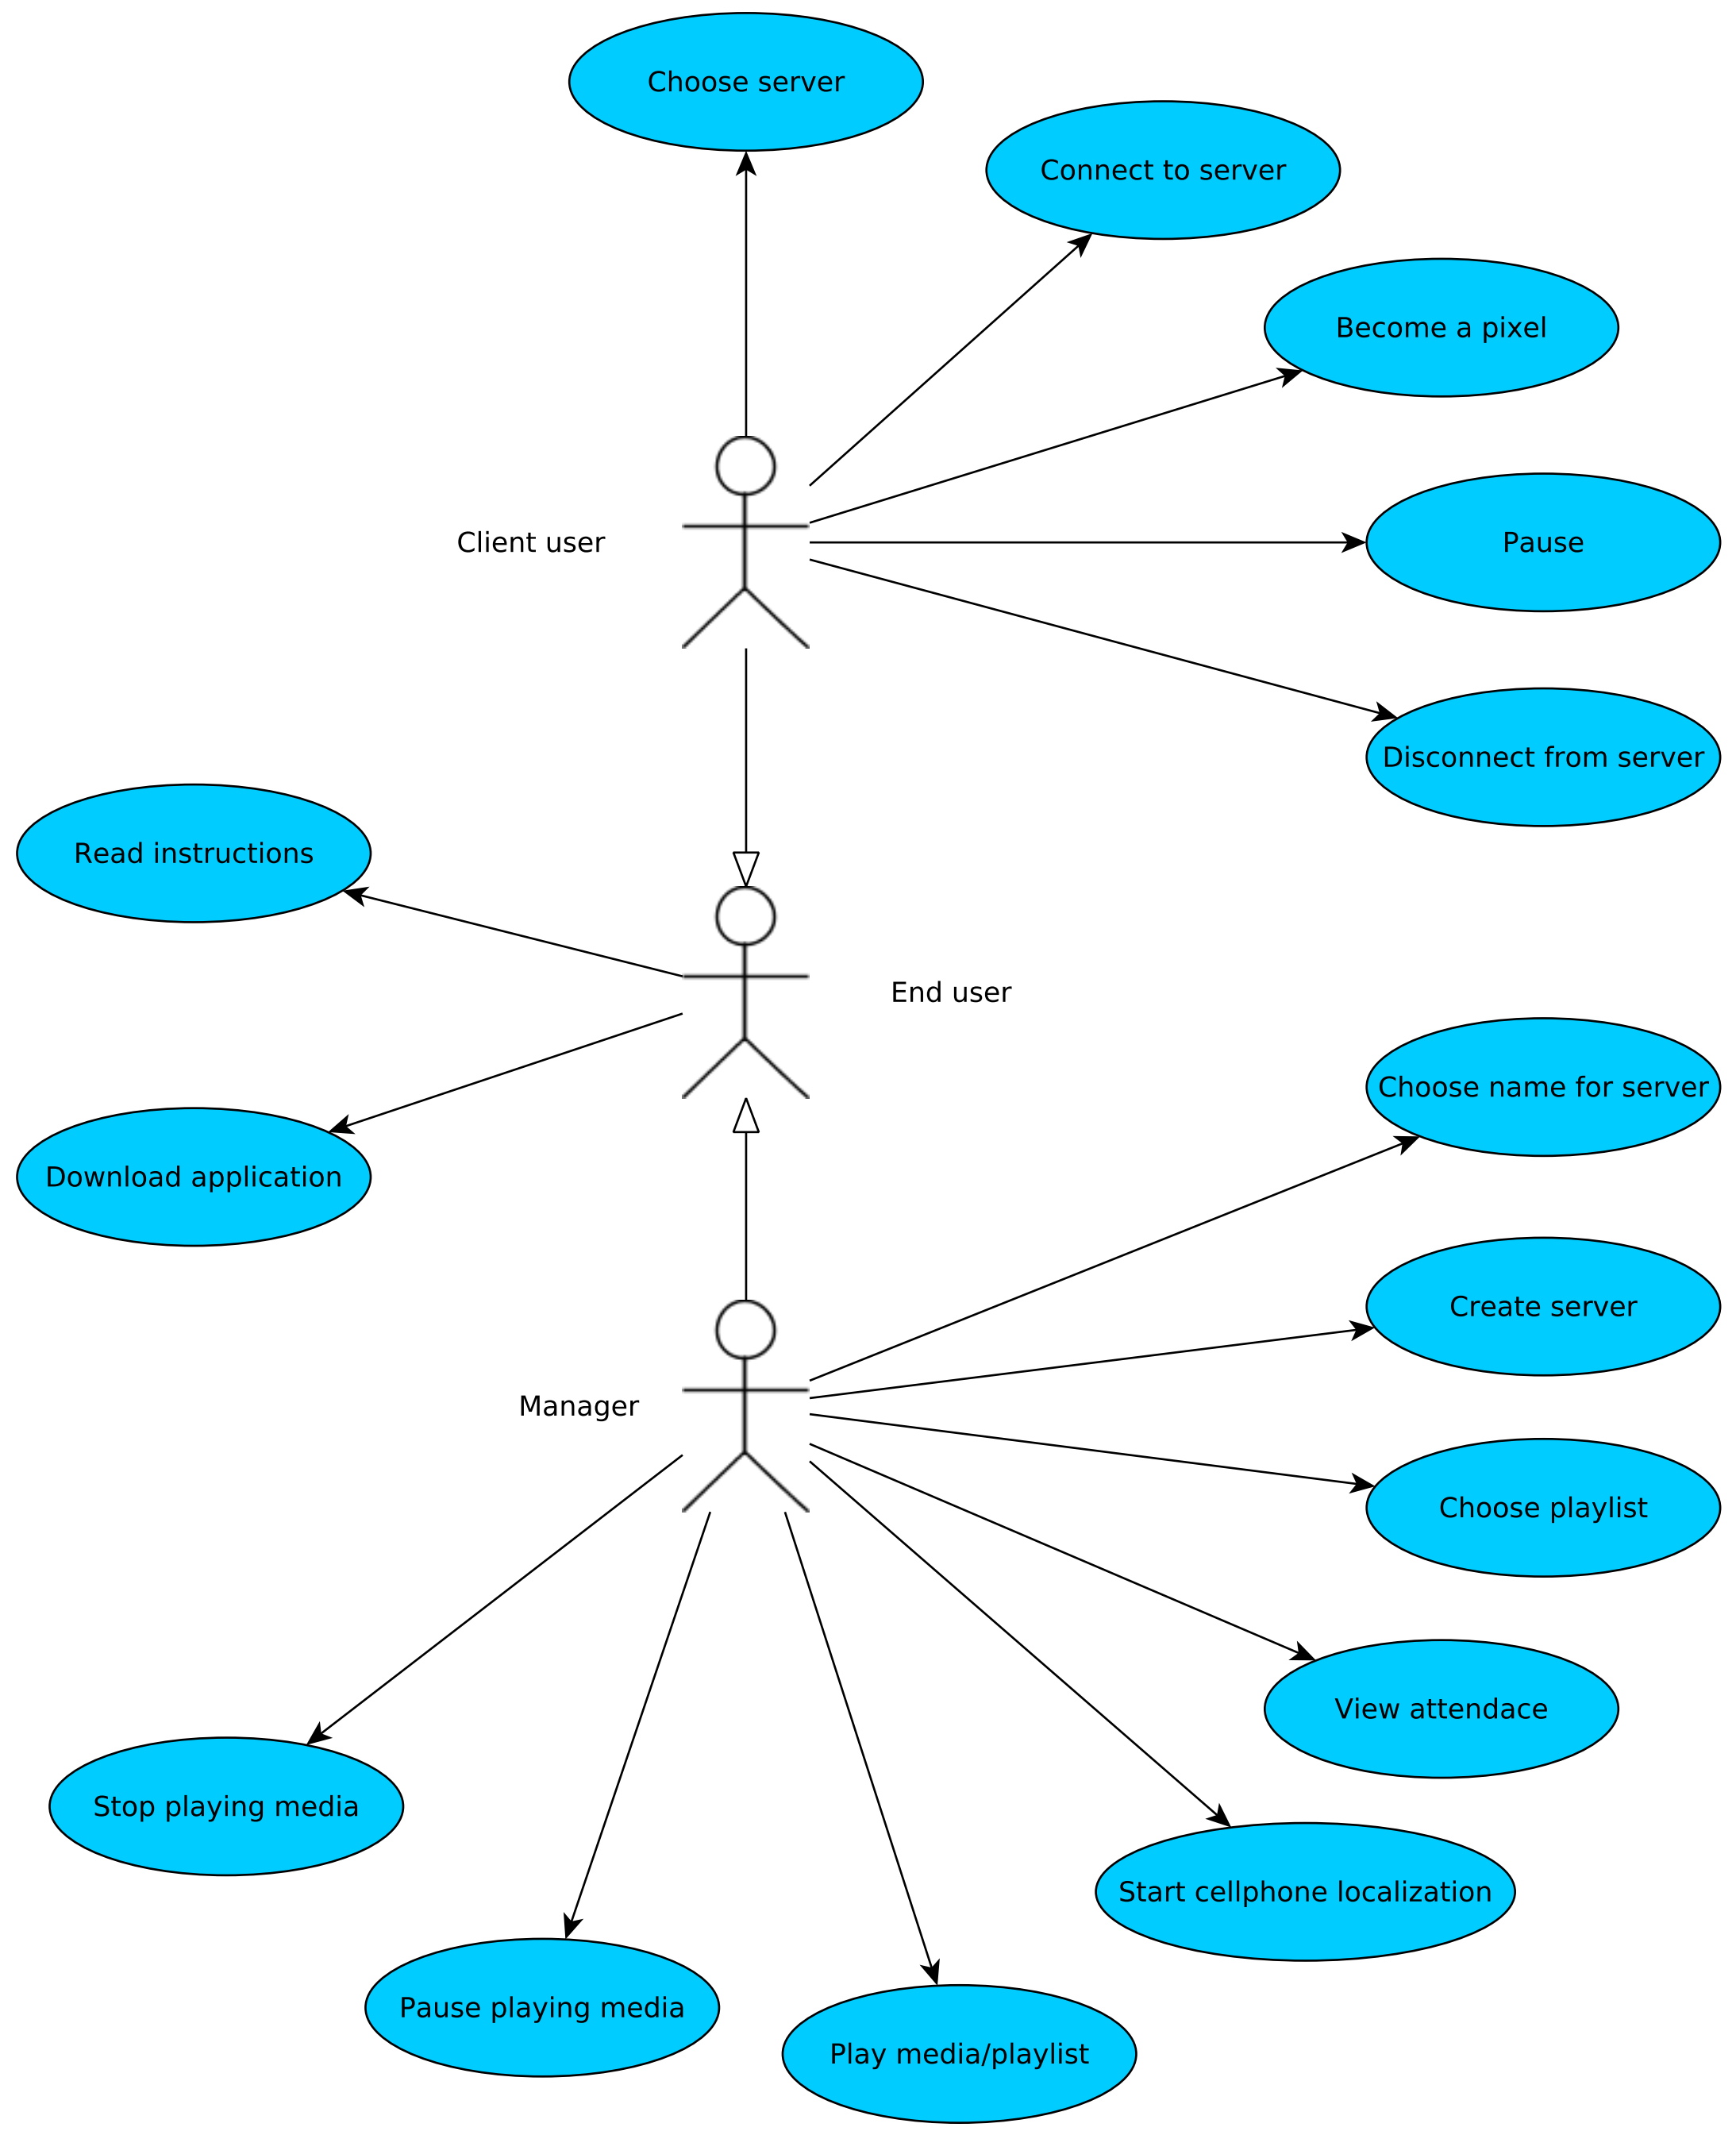 Choose server
Connect to server
Become a pixel
Client user
Pause
Disconnect from server
Read instructions
End user
Choose name for server
Download application
Create server
Manager
Choose playlist
View attendace
Stop playing media
Start cellphone localization
Pause playing media
Play media/playlist